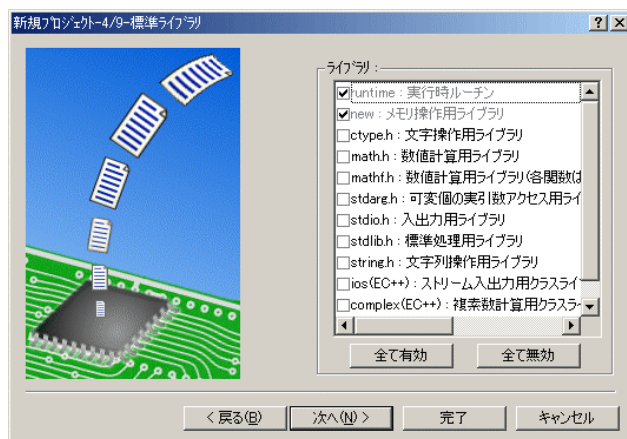 新規プロジェクト-4/9-標準ライブラリ
ライブラリ :
runtime : 実行時ルーチン
new : メモリ操作用ライブラリ
ctype.h : 文字操作用ライブラリ
math.h : 数値計算用ライブラリ
mathf.h : 数値計算用ライブラリ(各関数は
stdarg.h : 可変個の実引数アクセス用ライ
stdio.h : 入出力用ライブラリ
stdlib.h : 標準処理用ライブラリ
string.h : 文字列操作用ライブラリ
ios(EC++) : ストリーム入出力用クラスライ
complex(EC++) : 複素数計算用クラスラ
全て有効 全て無効
< 戻る(B) 次へ(N) > 完了 キャンセル